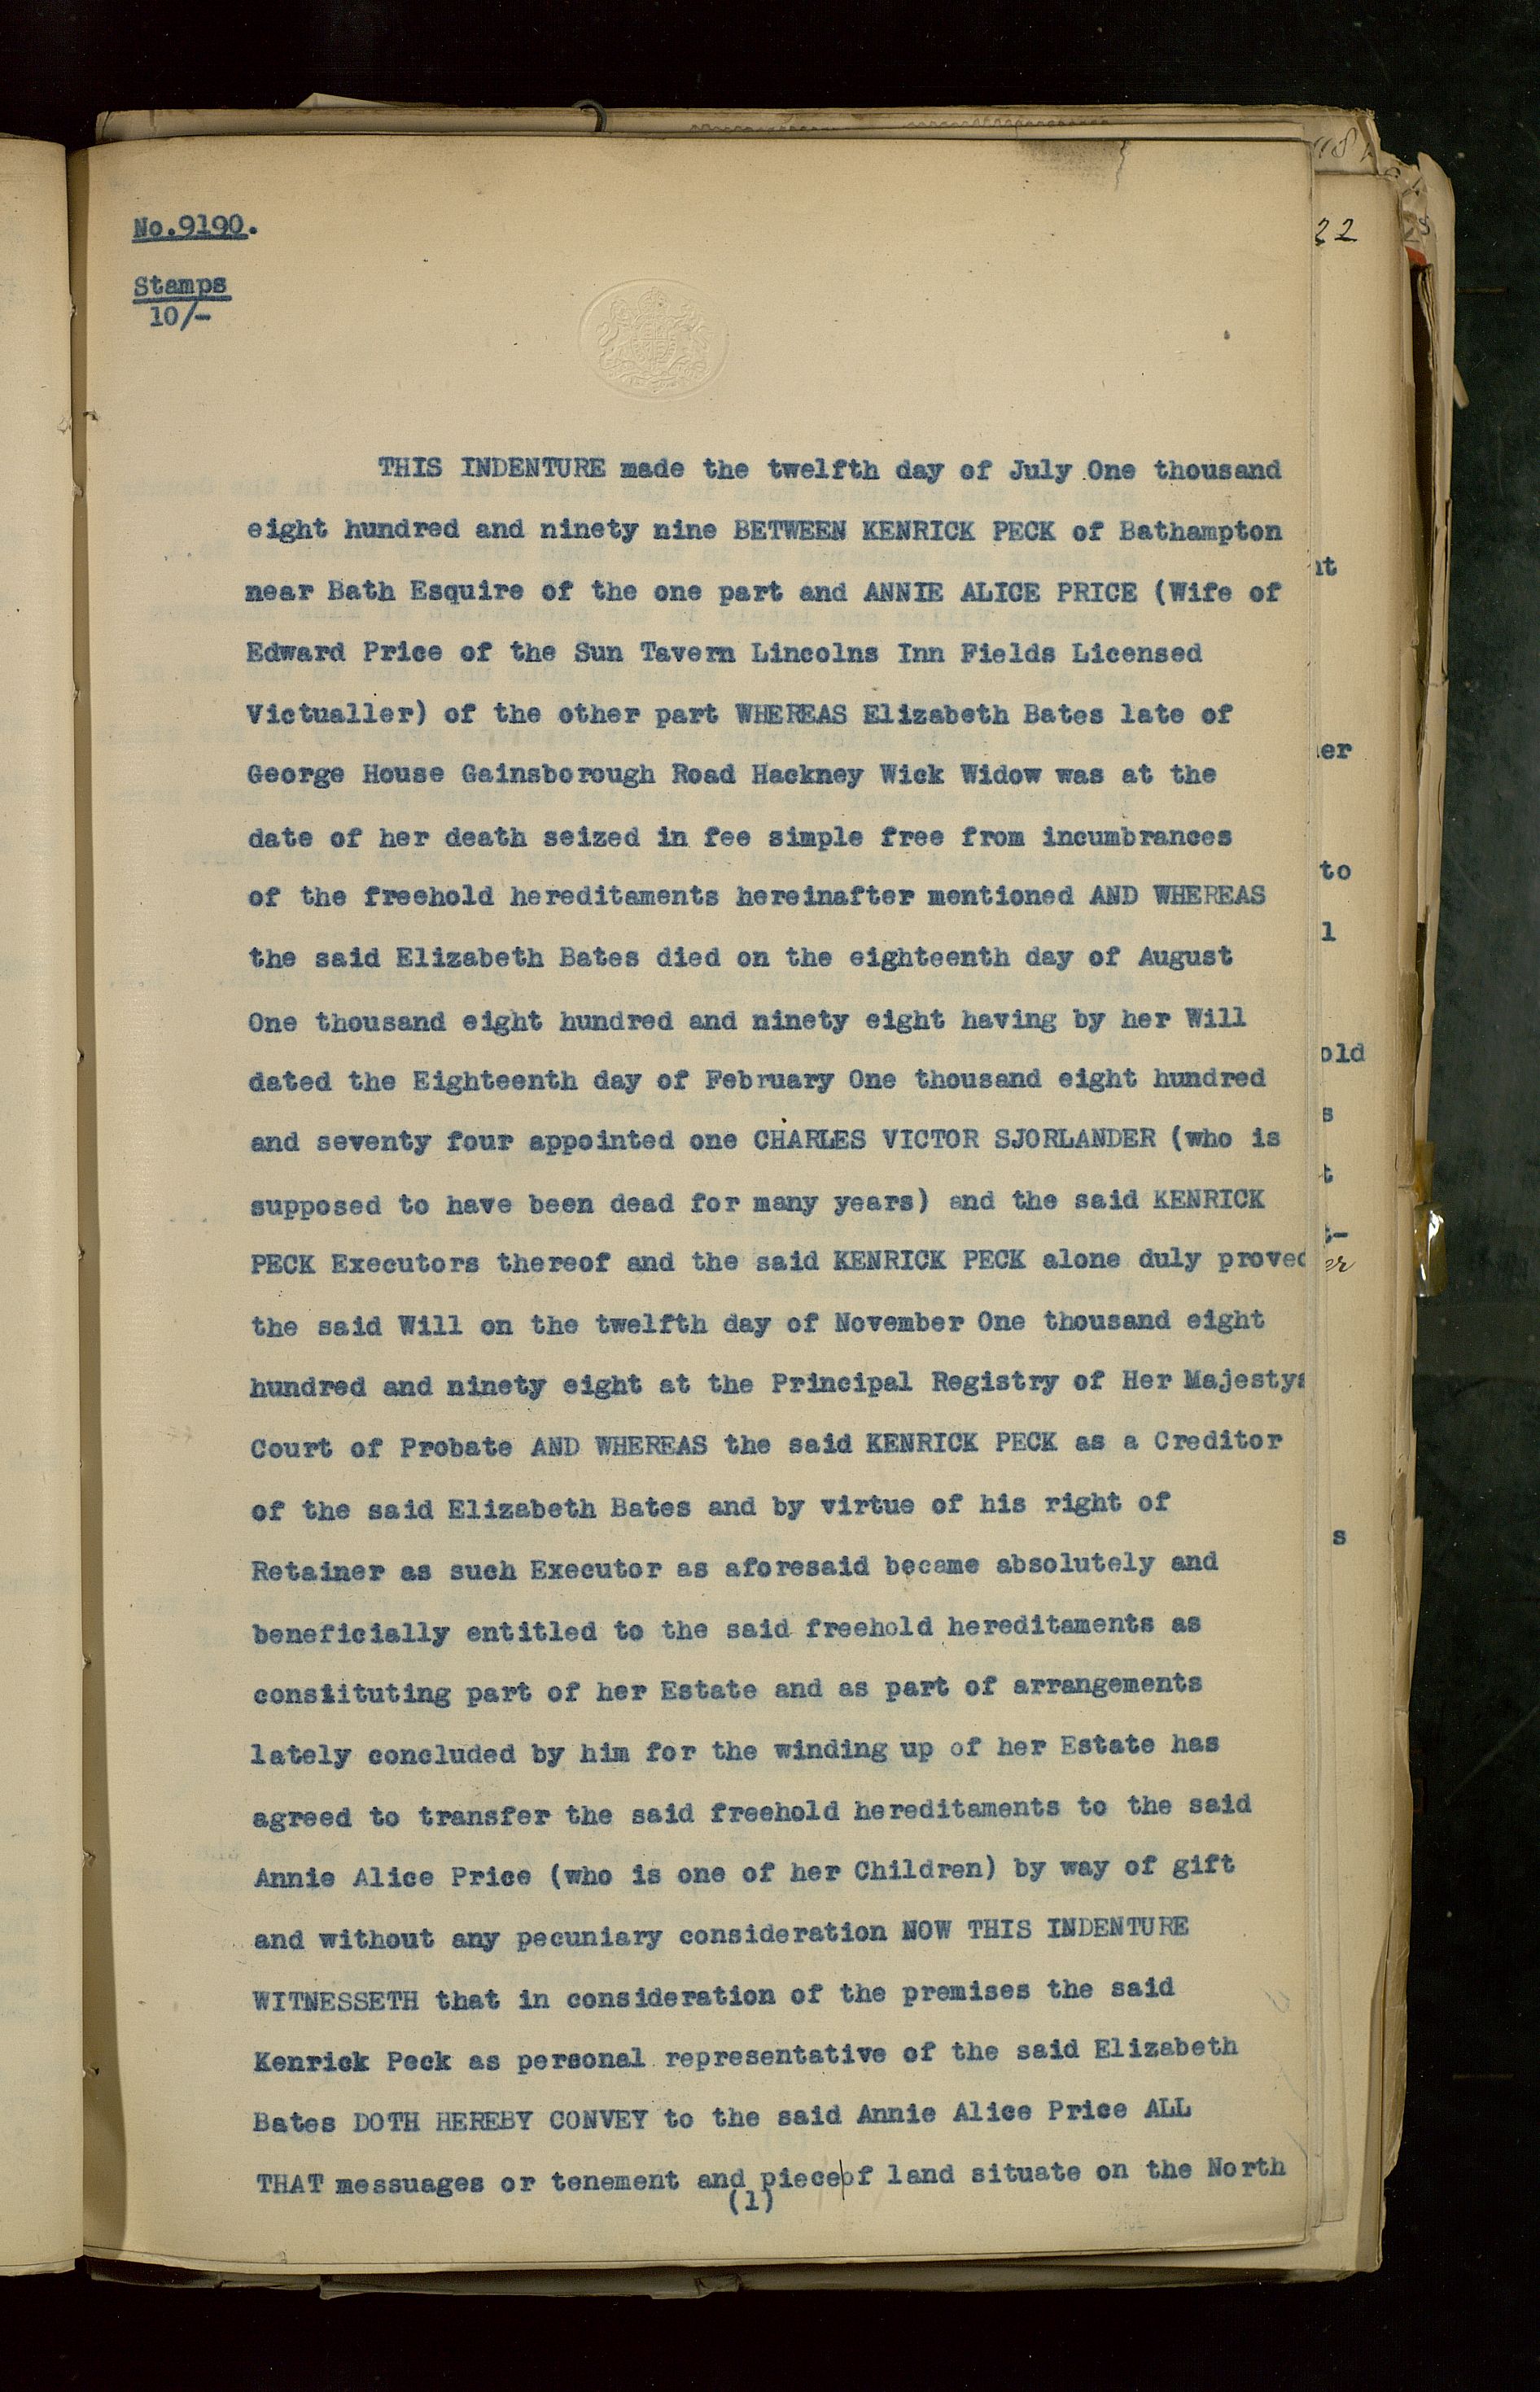 No.9190.
Stamps
10/-
THIS INDENTURE made the twelfth day of July One thousand
eight hundred and ninety nine BETWEEN KENRICK PECK of Bathampton
near Bath Esquire of the one part and ANNIE ALICE PRICE (Wife of
Edward Price of the Sun Tavern Lincolns Inn Fields Licensed
Victualler) of the other part WHEREAS Elizabeth Bates late of
George House Gainsborough Road Hackney Wick Widow was at the
date of her death seized in fee simple free from incumbrances
of the freehold hereditaments hereinafter mentioned AND WHEREAS
the said Elizabeth Bates died on the eighteenth day of August
One thousand eight hundred and ninety eight having by her Will
dated the Eighteenth day of February One thousand eight hundred
and seventy four appointed one CHARLES VICTOR SJORLANDER (who is
supposed to have been dead for many years) and the said KENRICK
PECK Executors thereof and the said KENRICK PECK alone duly proved
the said Will on the twelfth day of November One thousand eight
hundred and ninety eight at the Principal Registry of Her Majestys
Court of Probate AND WHEREAS the said KENRICK PECK as a Creditor
of the said Elizabeth Bates and by virtue of his right of
Retainer as such Executor as aforesaid became absolutely and
beneficially entitled to the said freehold hereditaments as
consiituting part of her Estate and as part of arrangements
lately concluded by him for the winding up of her Estate has
agreed to transfer the said freehold hereditaments to the said
Annie Alice Price (who is one of her Children) by way of gift
and without any pecuniary consideration NOW THIS INDENTURE
WITNESSETH that in consideration of the premises the said
Kenrick Peck as personal representative of the said Elizabeth
Bates DOTH HEREBY CONVEY to the said Annie Alice Price ALL
THAT messuages or tenement and piece|of land situate on the North
(1)
22
to
old
s